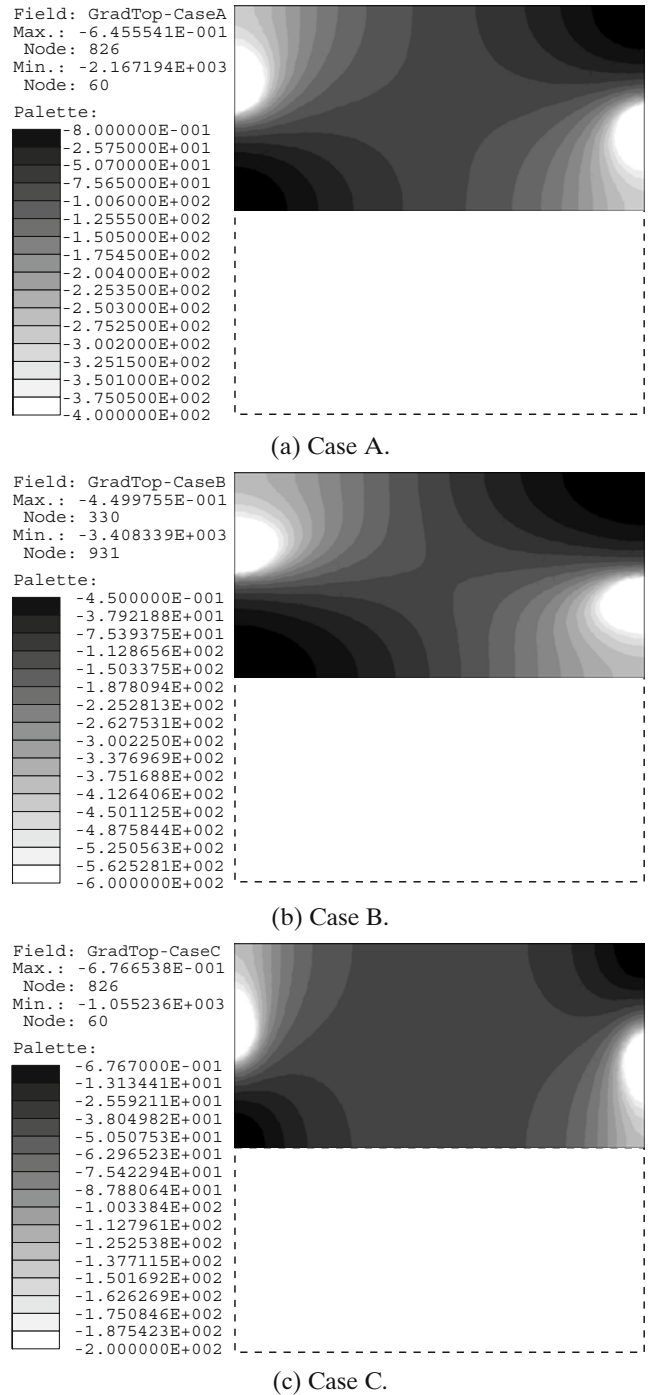 Field: GradTop-CaseA
Max.: -6.455541E-001
Node: 826
Min.: -2.167194E+003
Node: 60
Palette:
-8.000000E-001
-2.575000E+001
-5.070000E+001
-7.565000E+001
-1.006000E+002
-1.255500E+002
-1.505000E+002
-1.754500E+002
-2.004000E+002
-2.253500E+002
-2.503000E+002
-2.752500E+002
-3.002000E+002
-3.251500E+002
-3.501000E+002
-3.750500E+002
-4.000000E+002
(a) Case A.
Field: GradTop-CaseB
Max.: -4.499755E-001
Node: 330
Min.: -3.408339E+003
Node: 931
Palette:
-4.500000E-001
-3.792188E+001
-7.539375E+001
-1.128656E+002
-1.503375E+002
-1.878094E+002
-2.252813E+002
-2.627531E+002
-3.002250E+002
-3.376969E+002
-3.751688E+002
-4.126406E+002
-4.501125E+002
-4.875844E+002
-5.250563E+002
-5.625281E+002
-6.000000E+002
(b) Case B.
Field: GradTop-CaseC
Max.: -6.766538E-001
Node: 826
Min.: -1.055236E+003
Node: 60
Palette:
-6.767000E-001
-1.313441E+001
-2.559211E+001
-3.804982E+001
-5.050753E+001
-6.296523E+001
-7.542294E+001
-8.788064E+001
-1.003384E+002
-1.127961E+002
-1.252538E+002
-1.377115E+002
-1.501692E+002
-1.626269E+002
-1.750846E+002
-1.875423E+002
-2.000000E+002
(c) Case C.